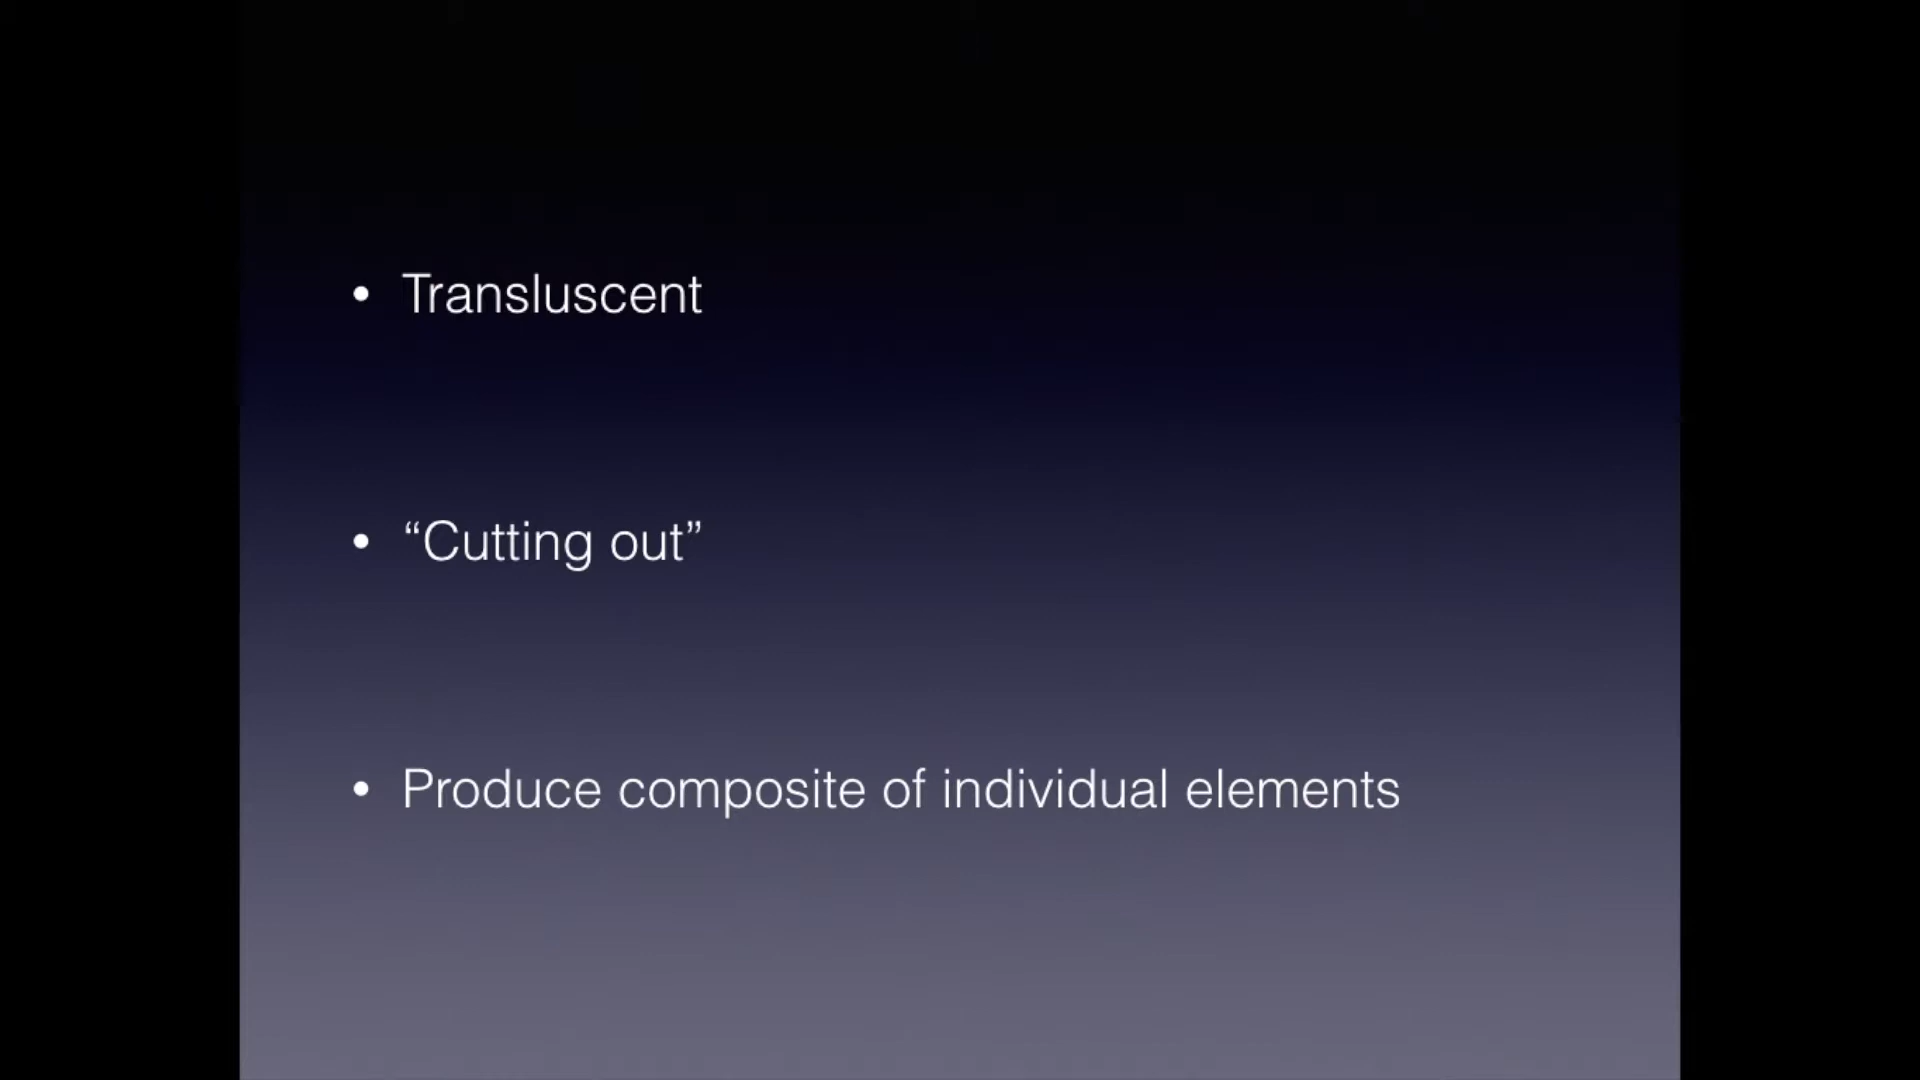 • Transluscent
• “Cutting out”
• Produce composite of individual elements